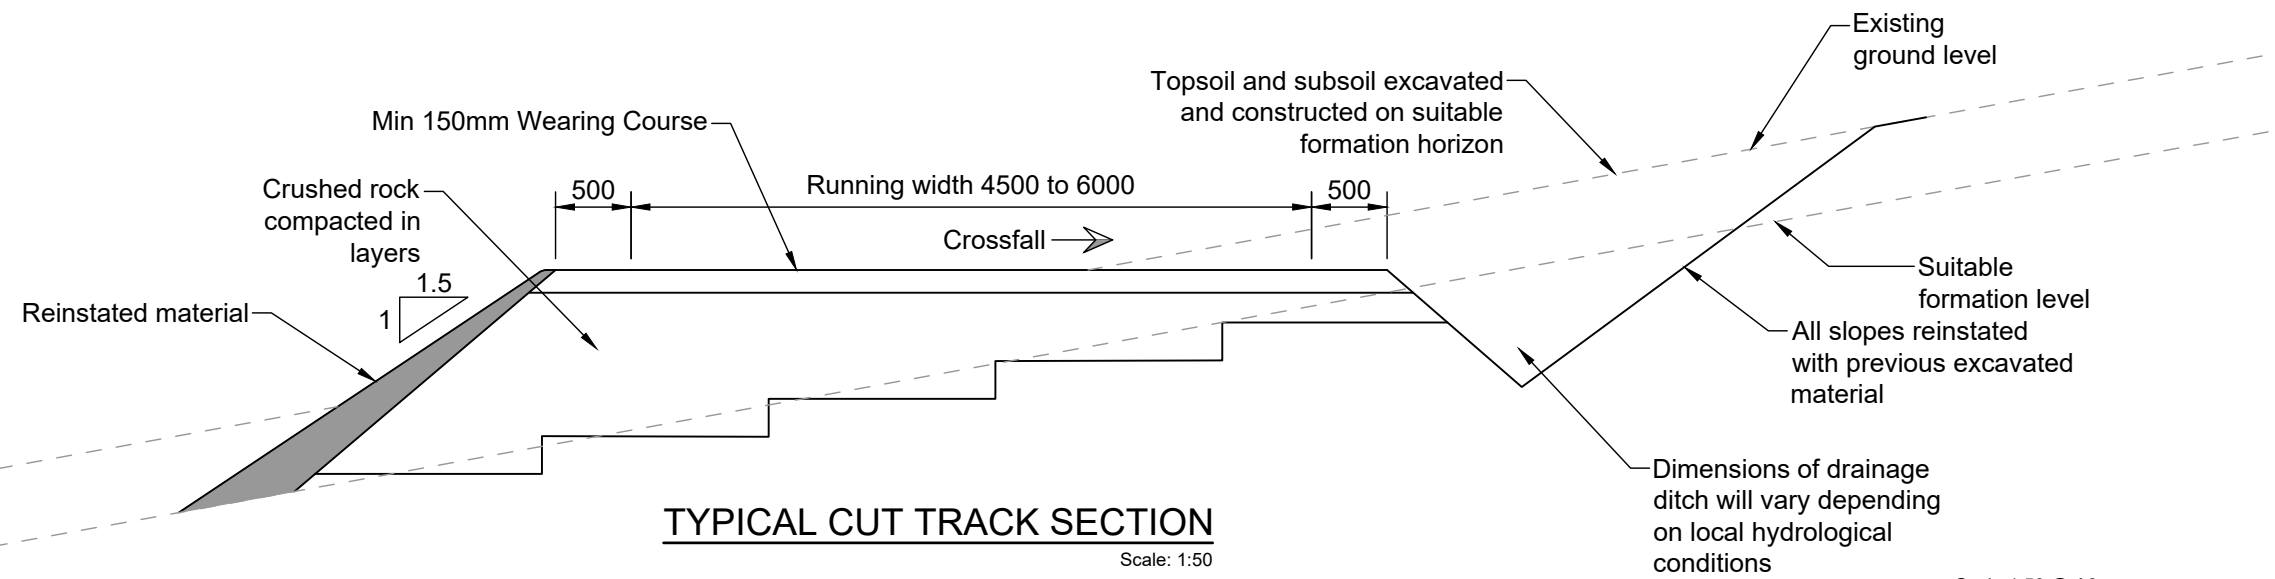 Existing
ground level
Topsoil and subsoil excavated
and constructed on suitable
formation horizon
Min 150mm Wearing Course
Crushed rock
compacted in
layers
500
Running width 4500 to 6000
500
Crossfall
1.5
1
Reinstated material
Suitable
formation level
All slopes reinstated
with previous excavated
material
Dimensions of drainage
ditch will vary depending
on local hydrological
conditions
TYPICAL CUT TRACK SECTION
Scale: 1:50